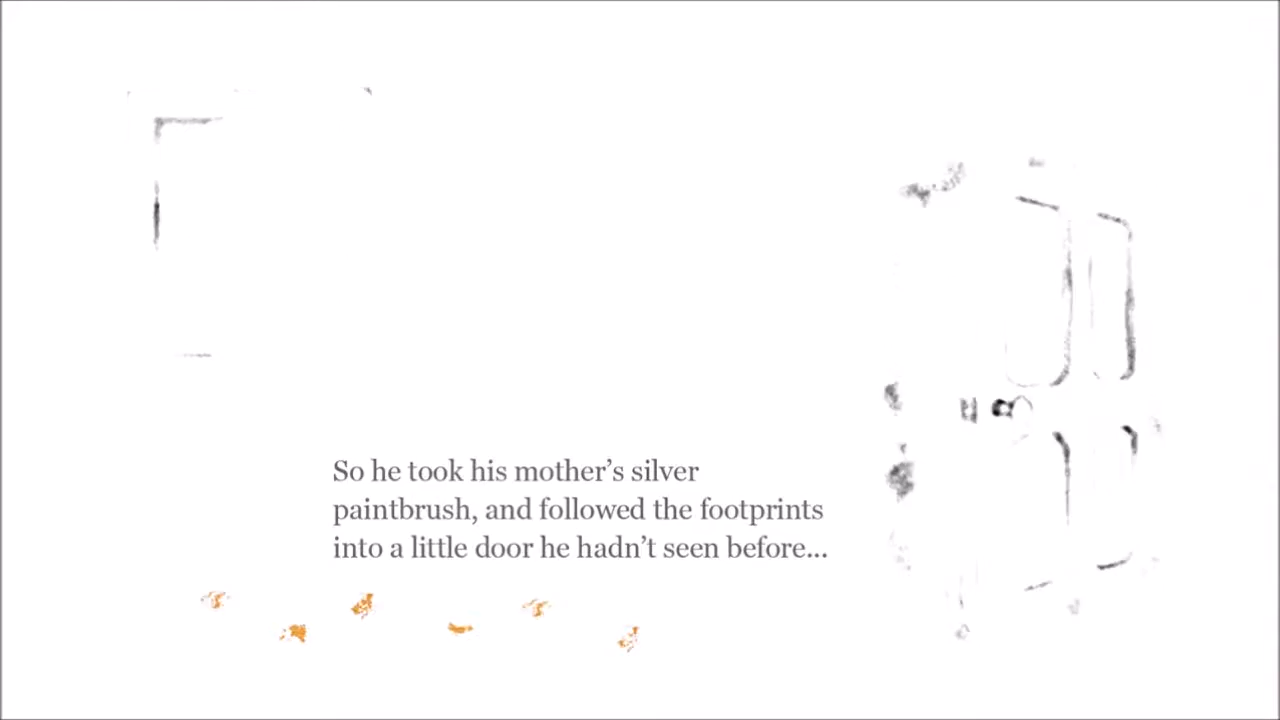 So he took his mother’s silver
paintbrush, and followed the footprints
into a little door he hadn’t seen before...